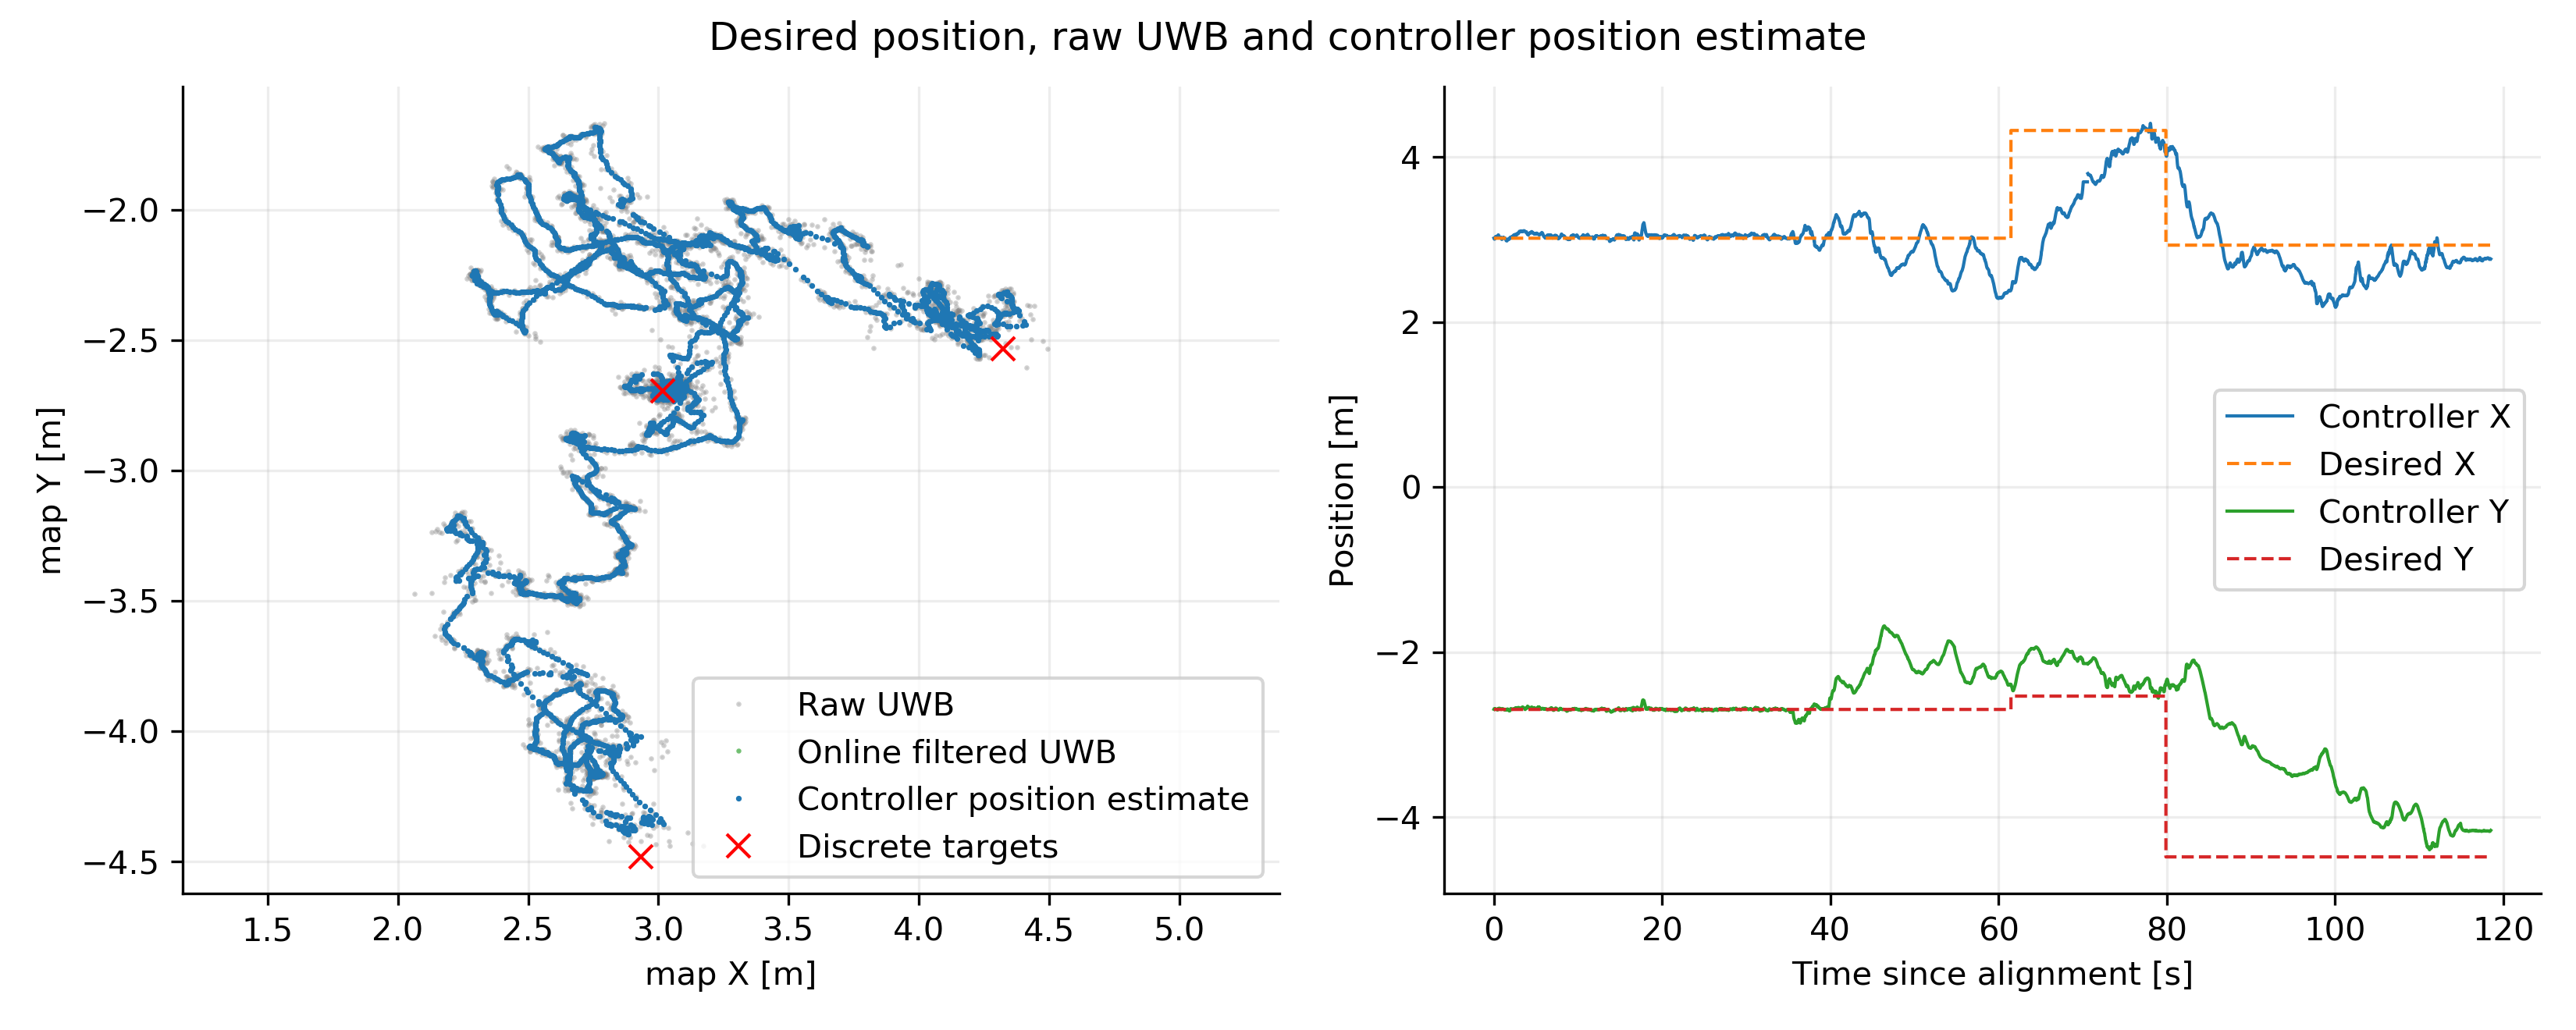 Desired position, raw UWB and controller position estimate
−2.0
−2.5
−3.0
−3.5
−4.0
−4.5
map Y [m]
1.5 2.0 2.5 3.0 3.5 4.0 4.5 5.0
map X [m]
Raw UWB
Online filtered UWB
Controller position estimate
Discrete targets
4
2
0
−2
−4
Position [m]
0 20 40 60 80 100 120
Time since alignment [s]
Controller X
Desired X
Controller Y
Desired Y